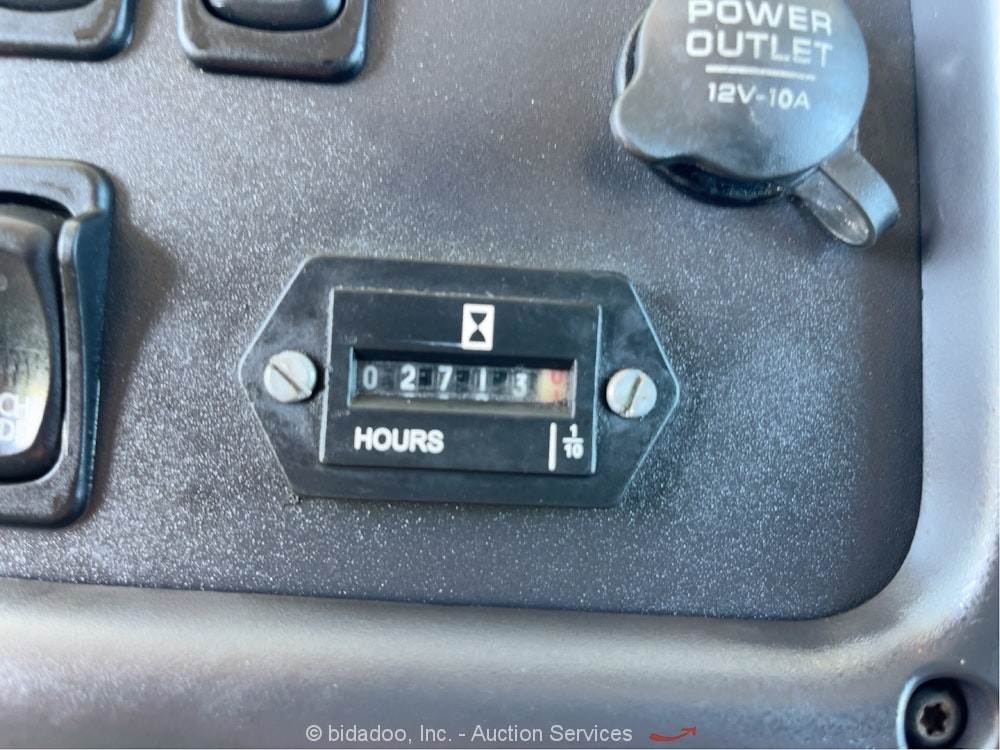 POWER
OUTLET
12V-10A
0 2 7 1 3
HOURS
1/10
© bidadoo, Inc. - Auction Services